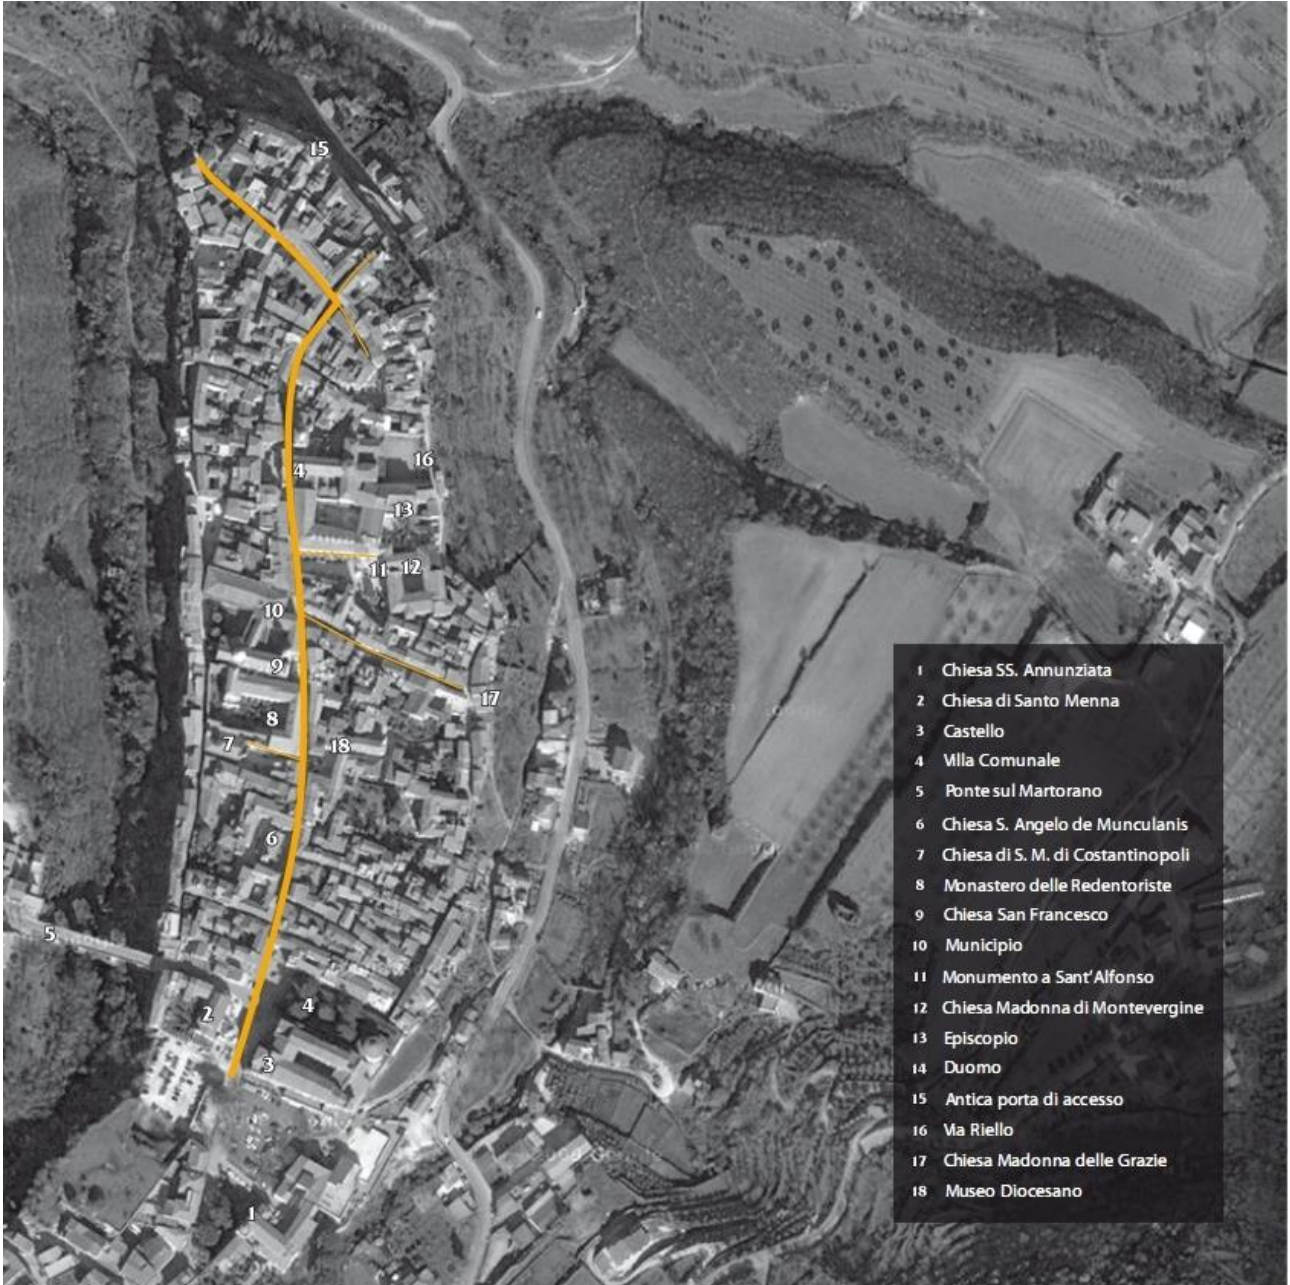 15
16
4
13
11
12
10
9
17
8
7
18
6
5
4
2
3
1
1 Chiesa SS. Annunziata
2 Chiesa di Santo Menna
3 Castello
4 Villa Comunale
5 Ponte sul Martorano
6 Chiesa S. Angelo de Munculanis
7 Chiesa di S. M. di Costantinopoli
8 Monastero delle Redentoriste
9 Chiesa San Francesco
10 Municipio
11 Monumento a Sant'Alfonso
12 Chiesa Madonna di Montevergine
13 Episcopio
14 Duomo
15 Antica porta di accesso
16 Via Riello
17 Chiesa Madonna delle Grazie
18 Museo Diocesano